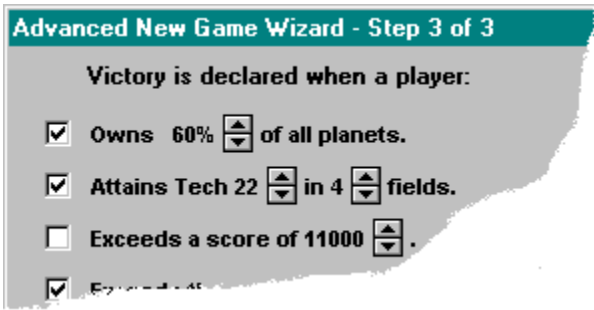 Advanced New Game Wizard - Step 3 of 3
Victory is declared when a player:
Owns 60% of all planets.
Attains Tech 22 in 4 fields.
Exceeds a score of 11000 .